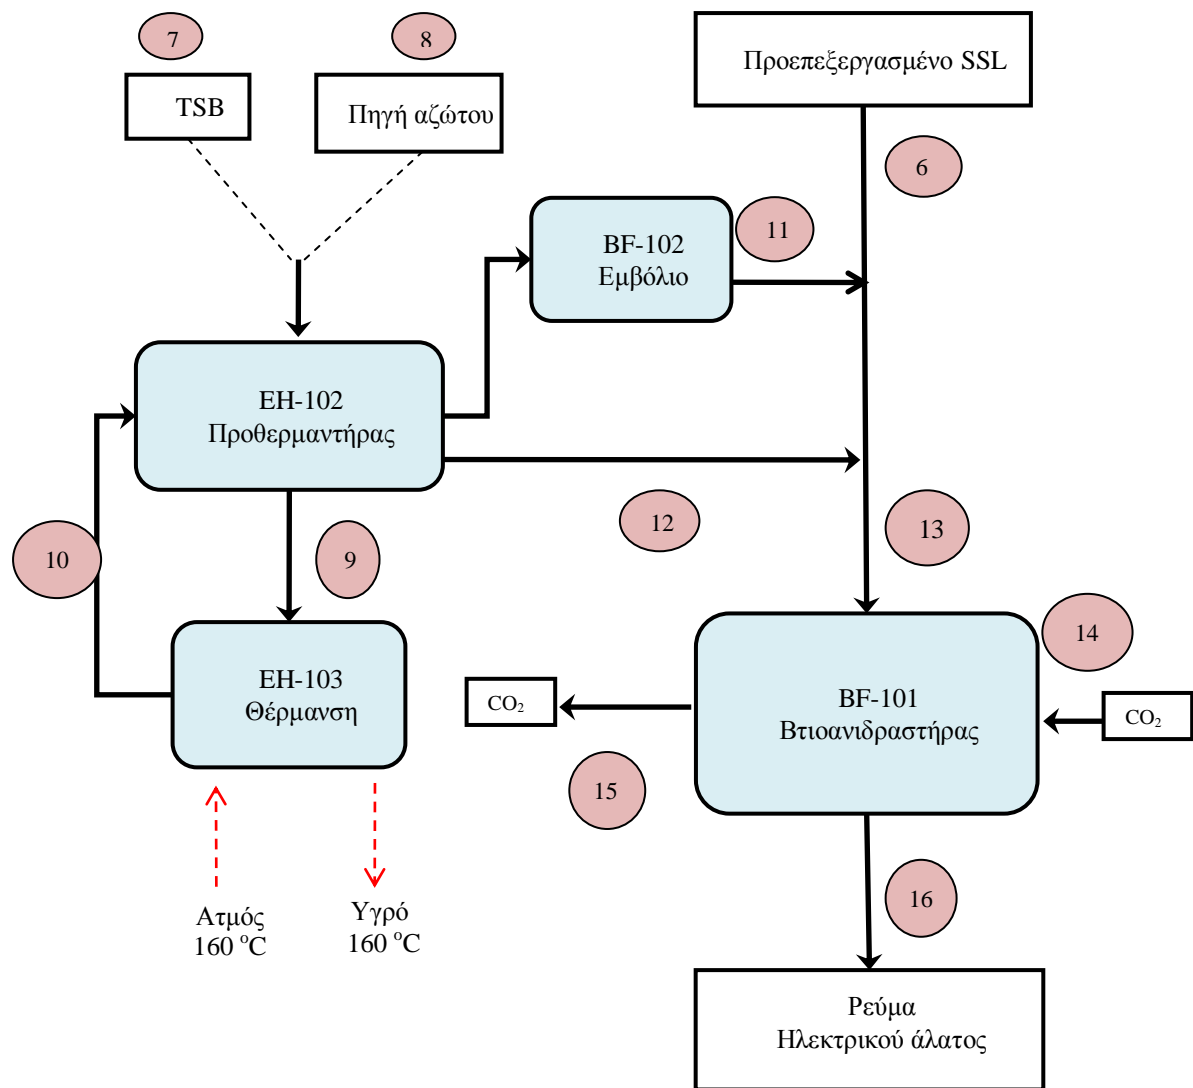 7
8
TSB
Πηγή αζώτου
Προεπεξεργασμένο SSL
6
BF-102
Εμβόλιο
11
EH-102
Προθερμαντήρας
12
13
10
9
EH-103
Θέρμανση
14
CO2
BF-101
Βτιοανιδραστήρας
CO2
15
16
Ατμός
160 °C
Υγρό
160 °C
Ρεύμα
Ηλεκτρικού άλατος